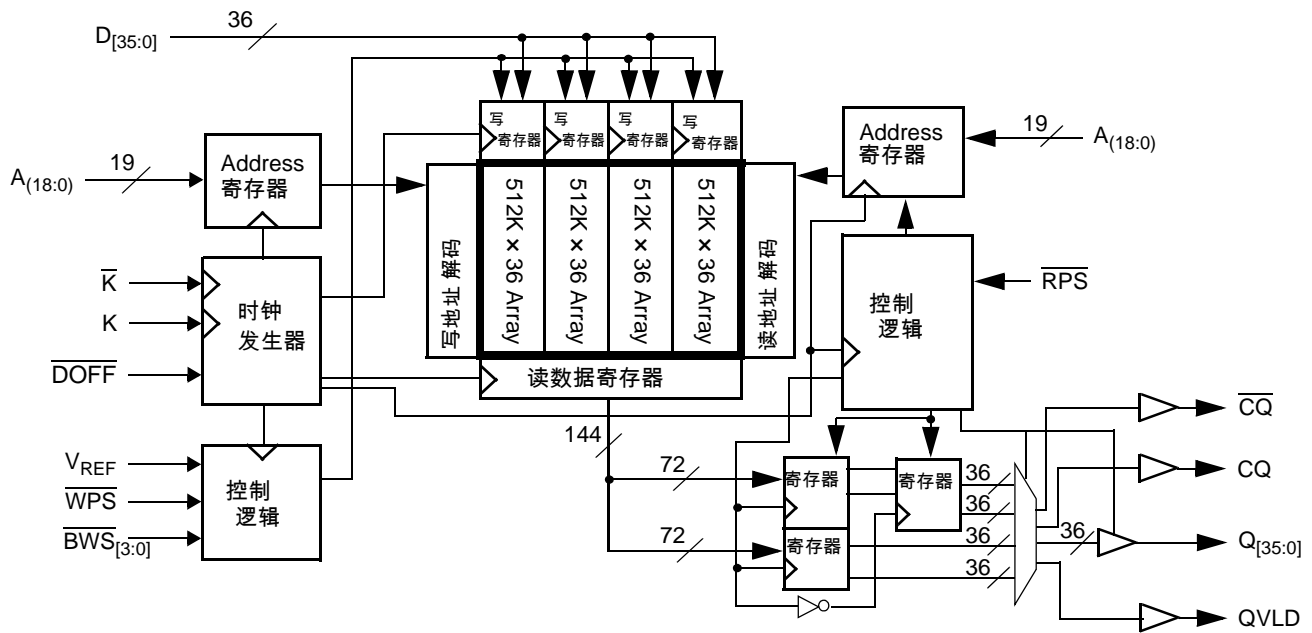 D[35:0]
36
写
寄存器
写
寄存器
写
寄存器
写
寄存器
A(18:0)
19
Address
寄存器
写地址 解码
512K × 36 Array
512K × 36 Array
512K × 36 Array
512K × 36 Array
读地址 解码
Address
寄存器
19
A(18:0)
K̅
K
D̅O̅F̅F̅
时钟
发生器
读数据寄存器
控制
逻辑
R̅P̅S̅
VREF
W̅P̅S̅
B̅W̅S̅[3:0]
控制
逻辑
144
72
72
寄存器
寄存器
寄存器
36
36
36
36
36
C̅Q̅
CQ
Q[35:0]
QVLD